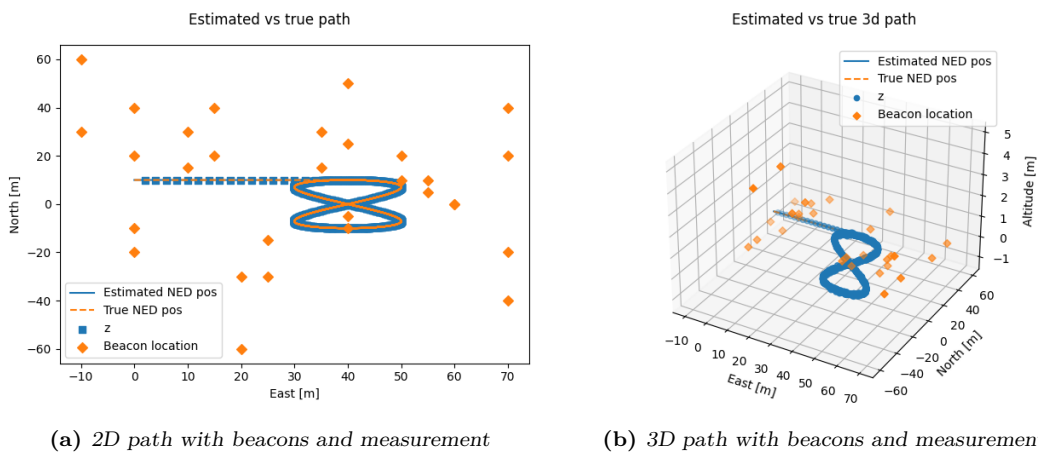 Estimated vs true path
60
40
20
0
−20
−40
−60
North [m]
Estimated NED pos
True NED pos
z
Beacon location
−10 0 10 20 30 40 50 60 70
East [m]
(a) 2D path with beacons and measurement
Estimated vs true 3d path
Estimated NED pos
True NED pos
z
Beacon location
5
4
3
2
1
0
−1
Altitude [m]
60
40
20
0
−20
−40
−60
North [m]
−10 0 10 20 30 40 50 60 70
East [m]
(b) 3D path with beacons and measuremen